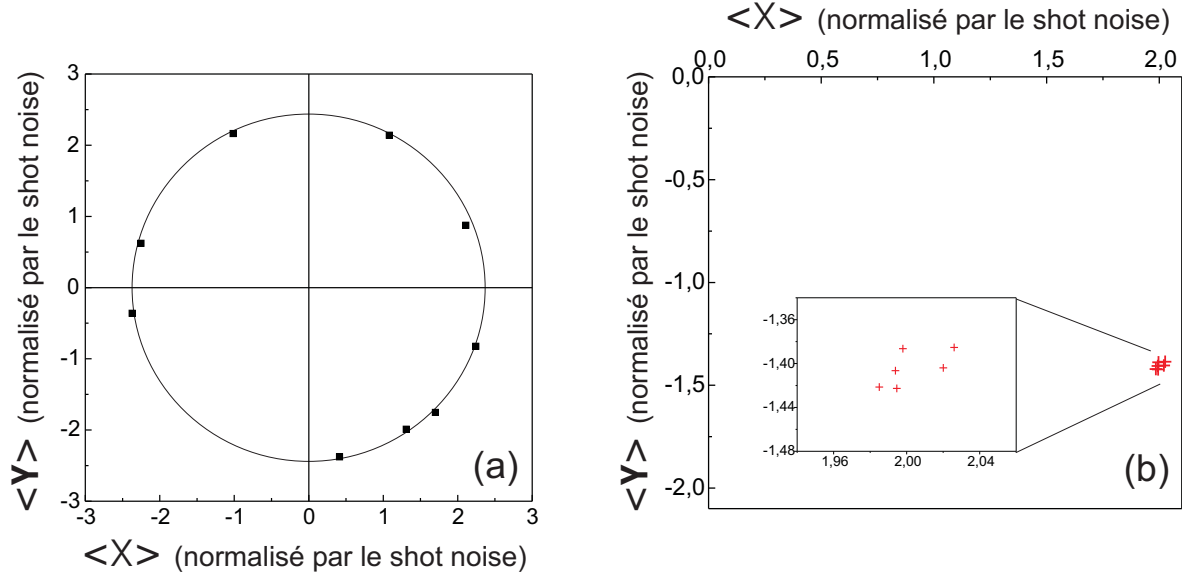 3
2
1
0
-1
-2
-3
-3 -2 -1 0 1 2 3
<Y> (normalisé par le shot noise)
<X> (normalisé par le shot noise)
(a)
<X> (normalisé par le shot noise)
0,0 0,5 1,0 1,5 2,0
0,0
-0,5
-1,0
-1,5
-2,0
<Y> (normalisé par le shot noise)
-1,36
-1,40
-1,44
-1,48
1,96 2,00 2,04
(b)